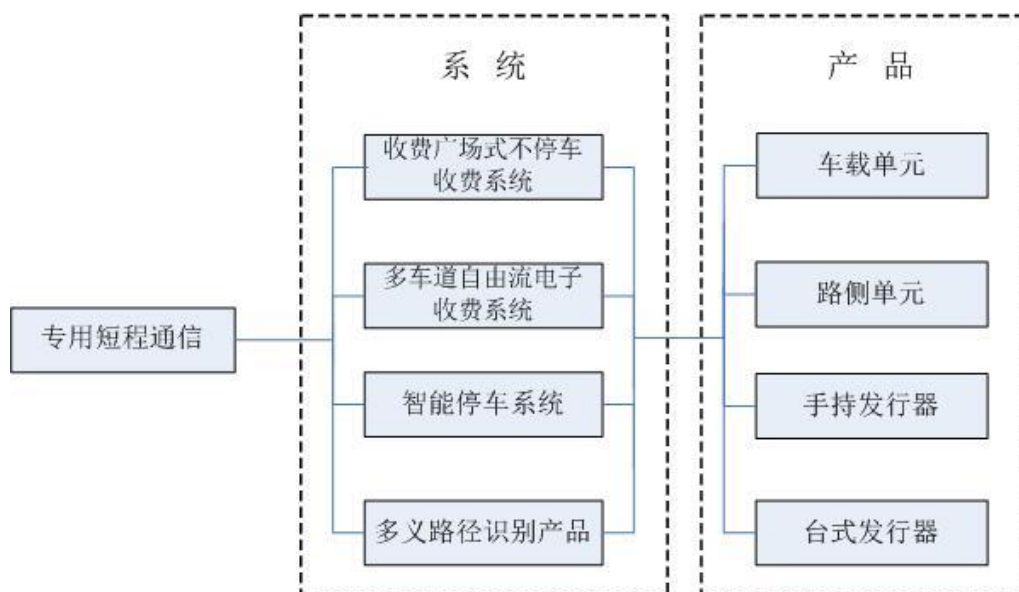 系 统
产 品
收费广场式不停车
收费系统
车载单元
多车道自由流电子
收费系统
路侧单元
专用短程通信
智能停车系统
手持发行器
多义路径识别产品
台式发行器